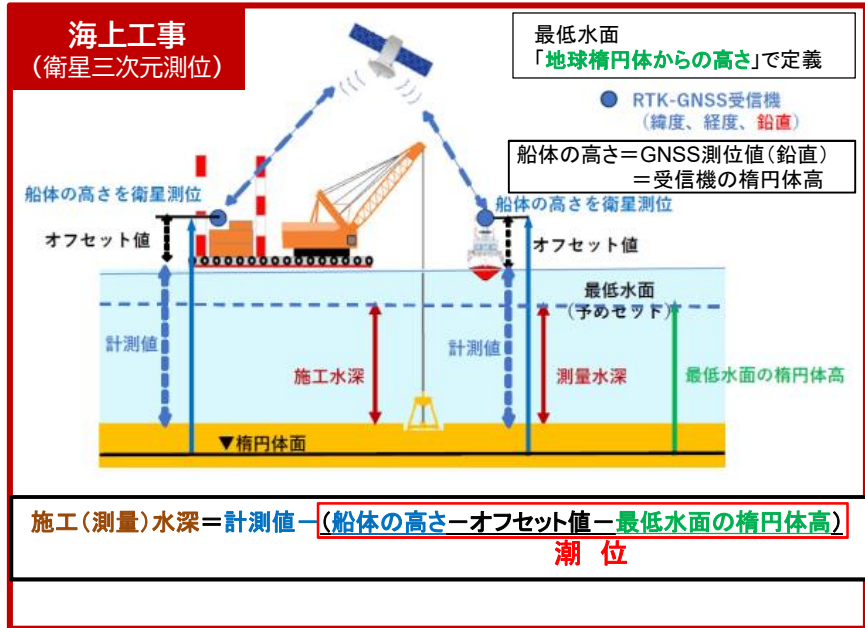 海上工事
（衛星三次元測位）
最低水面
「地球楕円体からの高さ」で定義
RTK-GNSS受信機
（緯度、経度、鉛直）
船体の高さ＝GNSS測位値（鉛直）
＝受信機の楕円体高
船体の高さを衛星測位
オフセット値
船体の高さを衛星測位
オフセット値
最低水面
（予めセット）
計測値
施工水深
計測値
測量水深
最低水面の楕円体高
▼楕円体面
施工（測量）水深＝計測値－（船体の高さ－オフセット値－最低水面の楕円体高）
潮 位